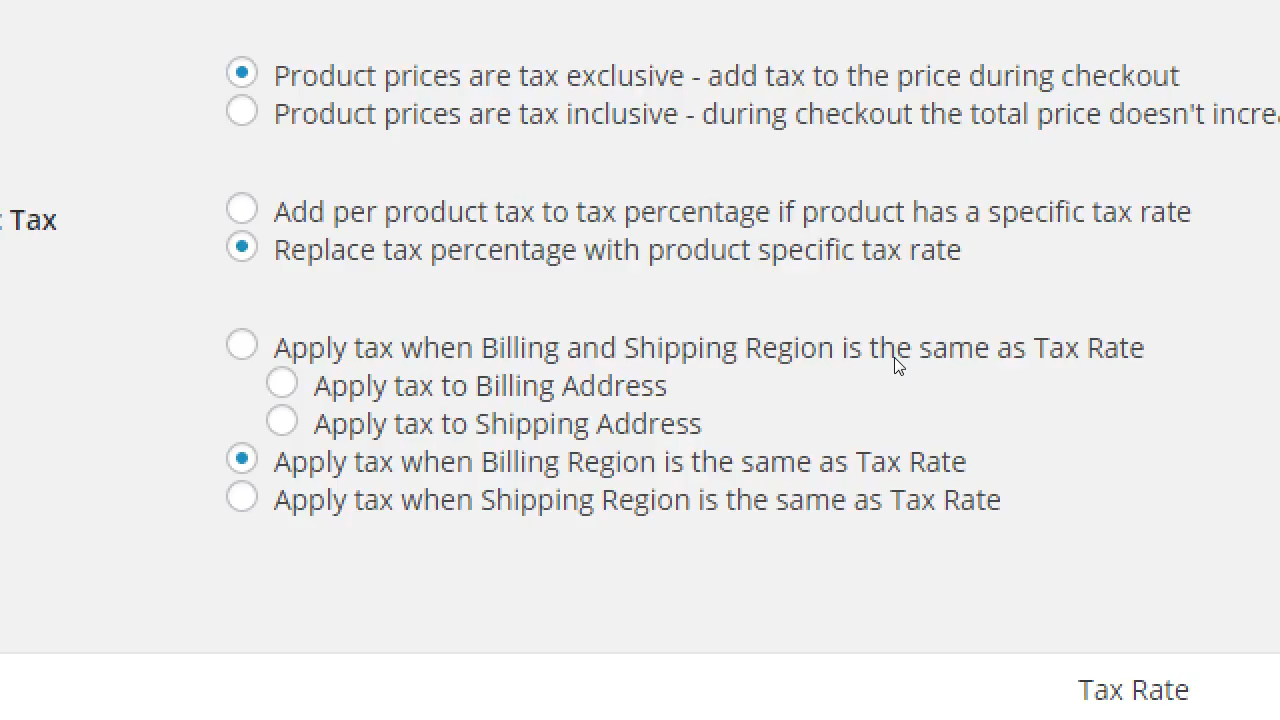 Product prices are tax exclusive - add tax to the price during checkout
Product prices are tax inclusive - during checkout the total price doesn't
Tax
Add per product tax to tax percentage if product has a specific tax rate
Replace tax percentage with product specific tax rate
Apply tax when Billing and Shipping Region is the same as Tax Rate
Apply tax to Billing Address
Apply tax to Shipping Address
Apply tax when Billing Region is the same as Tax Rate
Apply tax when Shipping Region is the same as Tax Rate
Tax Rate